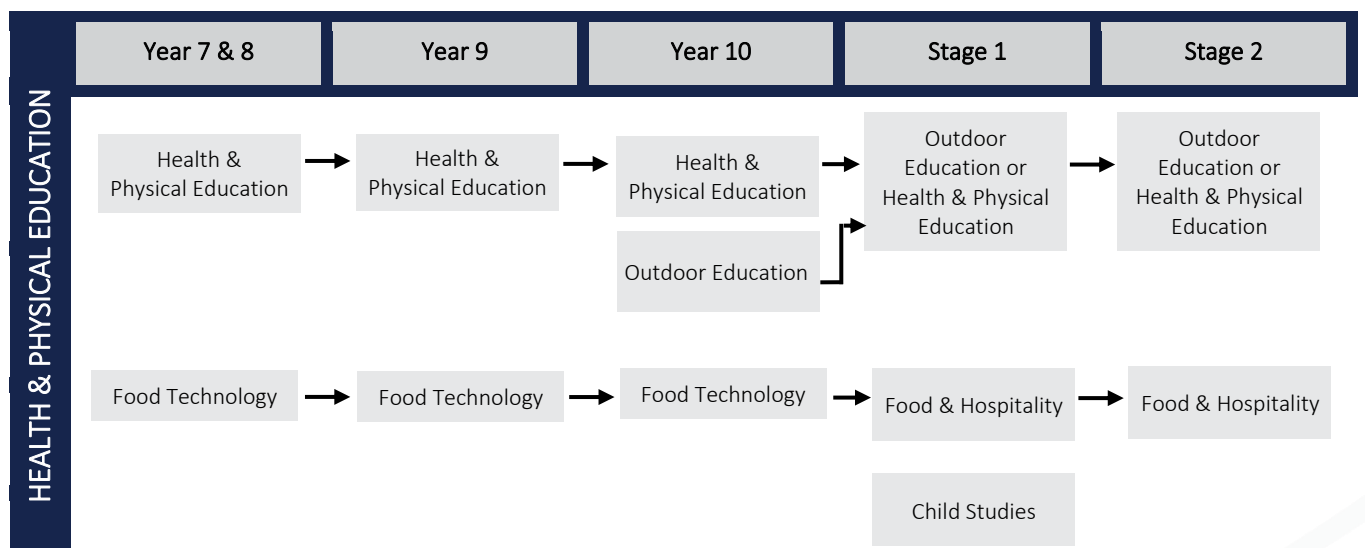 HEALTH & PHYSICAL EDUCATION
Year 7 & 8
Year 9
Year 10
Stage 1
Stage 2
Health &
Physical Education
Health &
Physical Education
Health &
Physical Education
Outdoor
Education or
Health & Physical
Education
Outdoor
Education or
Health & Physical
Education
Outdoor Education
Food Technology
Food Technology
Food Technology
Food & Hospitality
Food & Hospitality
Child Studies